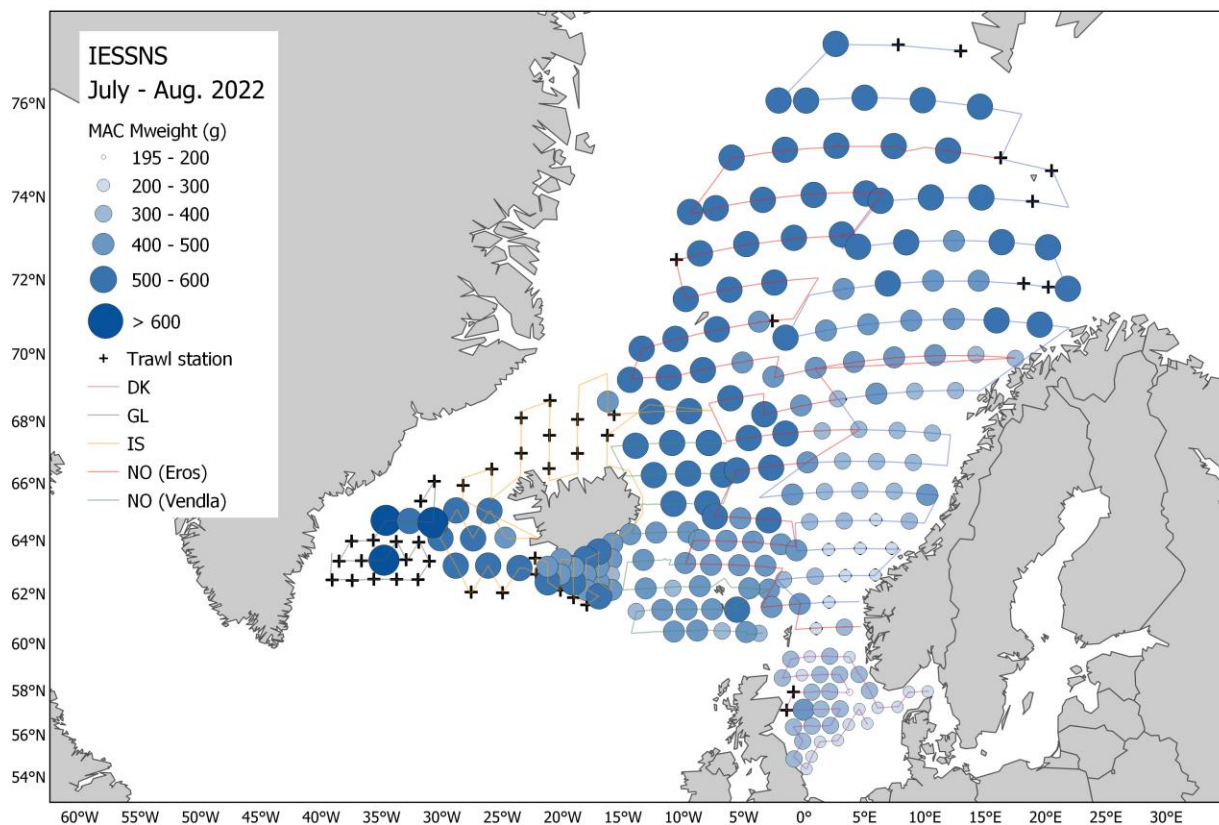 IESSNS
July - Aug. 2022
MAC Mweight (g)
195 - 200
200 - 300
300 - 400
400 - 500
500 - 600
> 600
Trawl station
DK
GL
IS
NO (Eros)
NO (Vendla)
76°N
74°N
72°N
70°N
68°N
66°N
64°N
62°N
60°N
58°N
56°N
54°N
60°W 55°W 50°W 45°W 40°W 35°W 30°W 25°W 20°W 15°W 10°W 5°W 0° 5°E 10°E 15°E 20°E 25°E 30°E